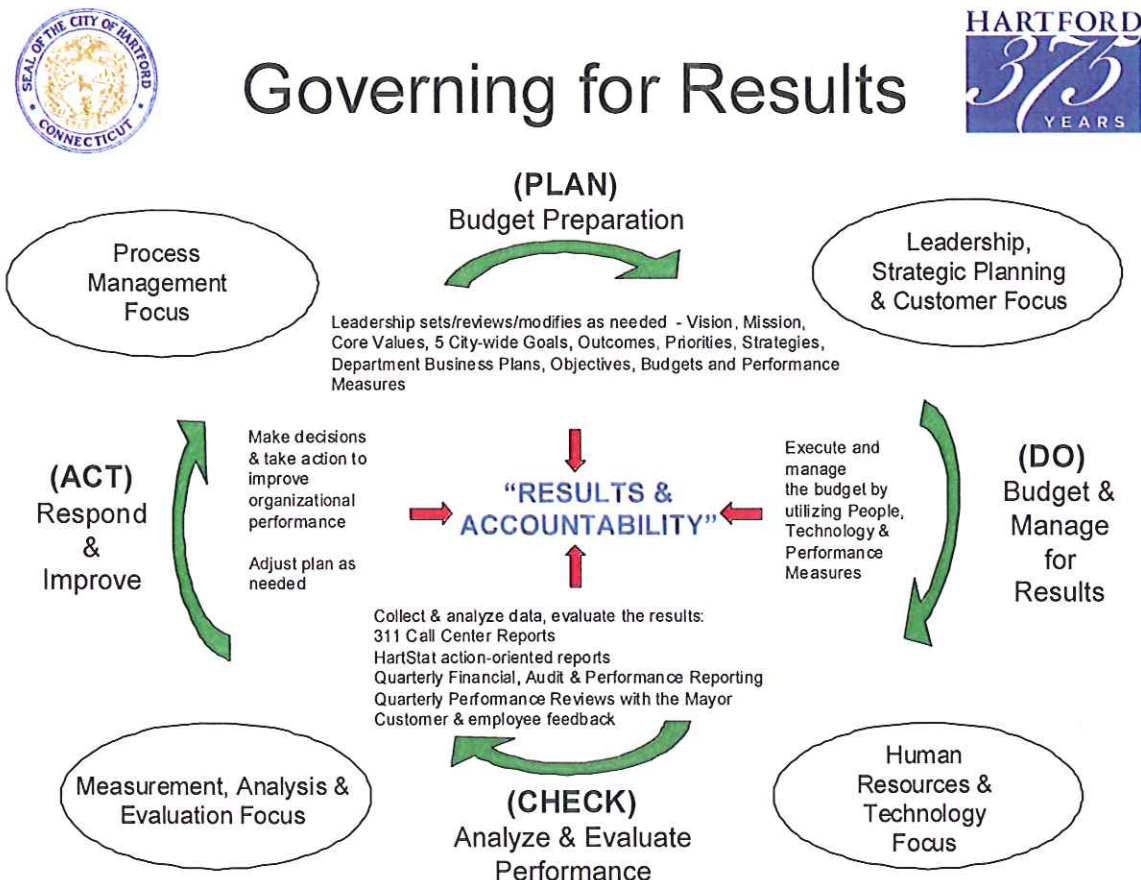 SEAL OF THE CITY OF HARTFORD
CONNECTICUT
Governing for Results
HARTFORD
375
YEARS
(PLAN)
Budget Preparation
Process
Management
Focus
Leadership,
Strategic Planning
& Customer Focus
Leadership sets/reviews/modifies as needed - Vision, Mission,
Core Values, 5 City-wide Goals, Outcomes, Priorities, Strategies,
Department Business Plans, Objectives, Budgets and Performance
Measures
(ACT)
Respond
&
Improve
Make decisions
& take action to
improve
organizational
performance
Adjust plan as
needed
“RESULTS &
ACCOUNTABILITY”
Execute and
manage
the budget by
utilizing People,
Technology &
Performance
Measures
(DO)
Budget &
Manage
for
Results
Collect & analyze data, evaluate the results:
311 Call Center Reports
HartStat action-oriented reports
Quarterly Financial, Audit & Performance Reporting
Quarterly Performance Reviews with the Mayor
Customer & employee feedback
Measurement, Analysis &
Evaluation Focus
(CHECK)
Analyze & Evaluate
Performance
Human
Resources &
Technology
Focus